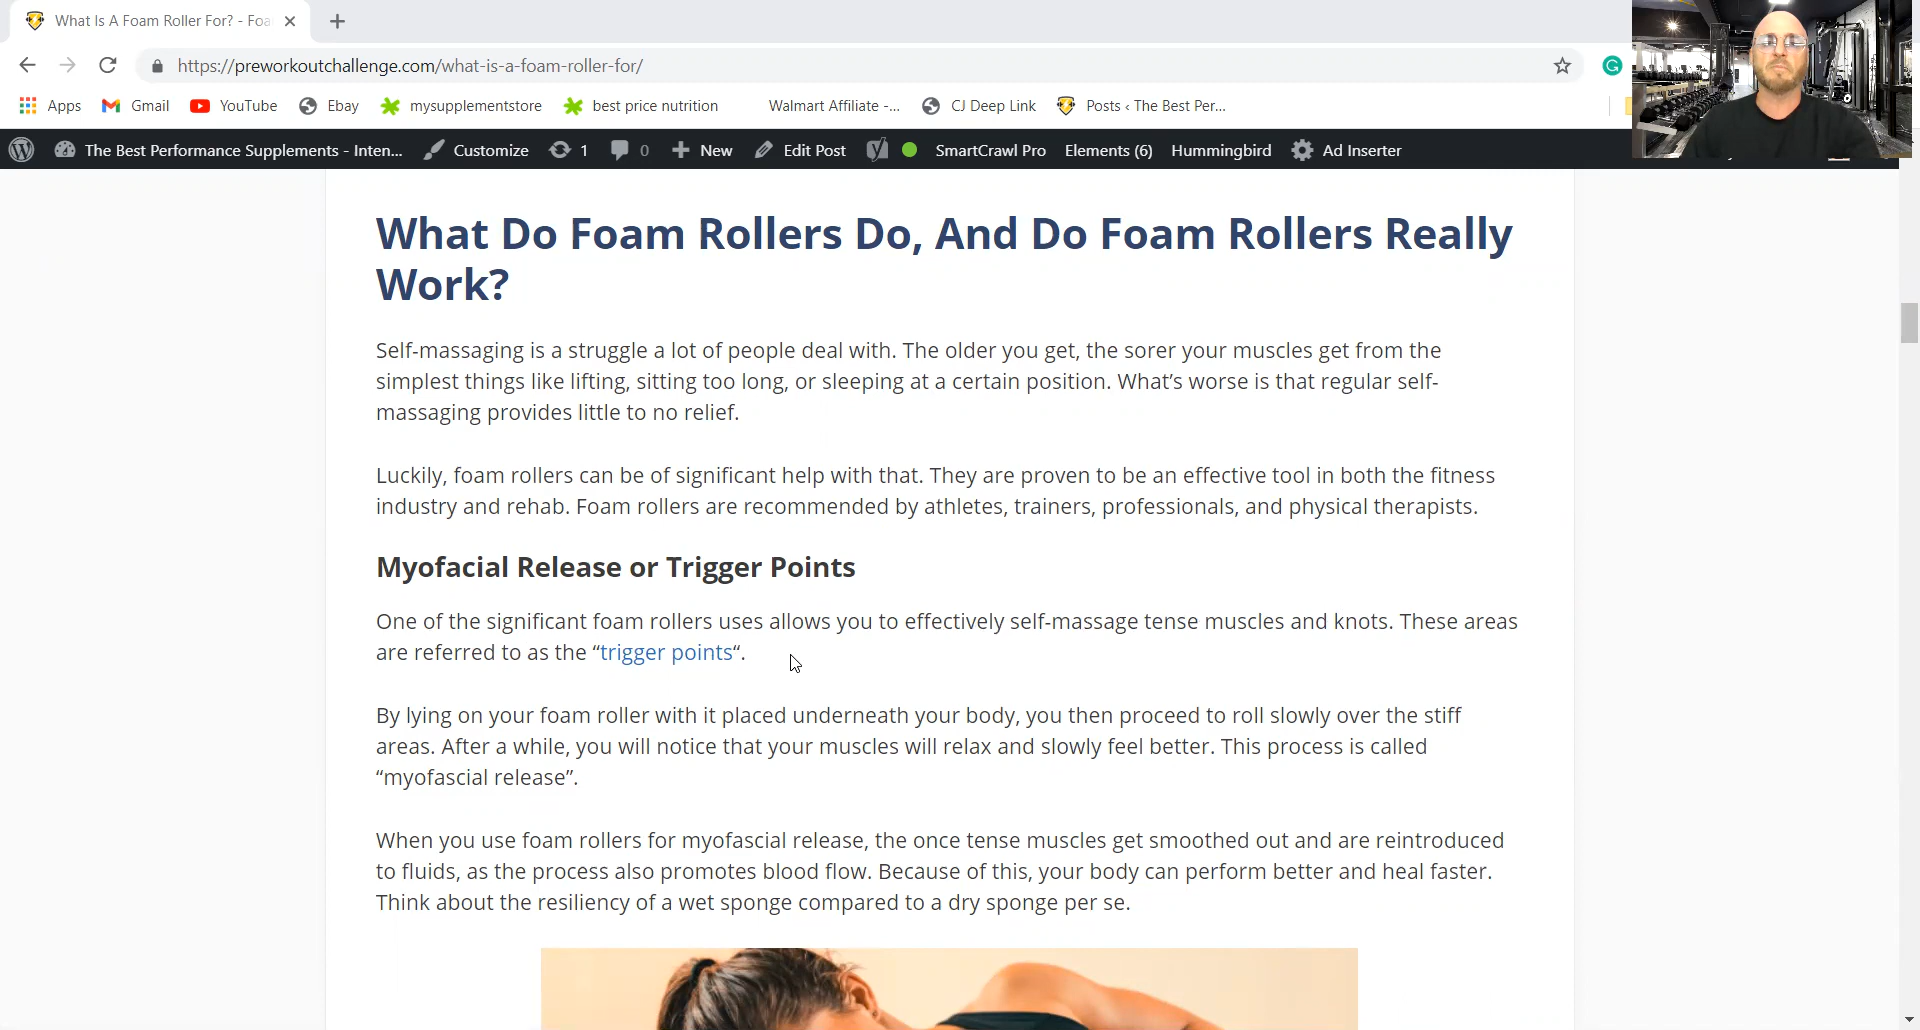 What Is A Foam Roller For? - Foa
https://preworkoutchallenge.com/what-is-a-foam-roller-for/
Apps Gmail YouTube Ebay mysupplementstore best price nutrition Walmart Affiliate -... CJ Deep Link Posts ‹ The Best Per...
The Best Performance Supplements - Inten... Customize 1 0 New Edit Post SmartCrawl Pro Elements (6) Hummingbird Ad Inserter
What Do Foam Rollers Do, And Do Foam Rollers Really
Work?
Self-massaging is a struggle a lot of people deal with. The older you get, the sorer your muscles get from the
simplest things like lifting, sitting too long, or sleeping at a certain position. What’s worse is that regular self-
massaging provides little to no relief.
Luckily, foam rollers can be of significant help with that. They are proven to be an effective tool in both the fitness
industry and rehab. Foam rollers are recommended by athletes, trainers, professionals, and physical therapists.
Myofacial Release or Trigger Points
One of the significant foam rollers uses allows you to effectively self-massage tense muscles and knots. These areas
are referred to as the “trigger points“.
By lying on your foam roller with it placed underneath your body, you then proceed to roll slowly over the stiff
areas. After a while, you will notice that your muscles will relax and slowly feel better. This process is called
“myofascial release”.
When you use foam rollers for myofascial release, the once tense muscles get smoothed out and are reintroduced
to fluids, as the process also promotes blood flow. Because of this, your body can perform better and heal faster.
Think about the resiliency of a wet sponge compared to a dry sponge per se.